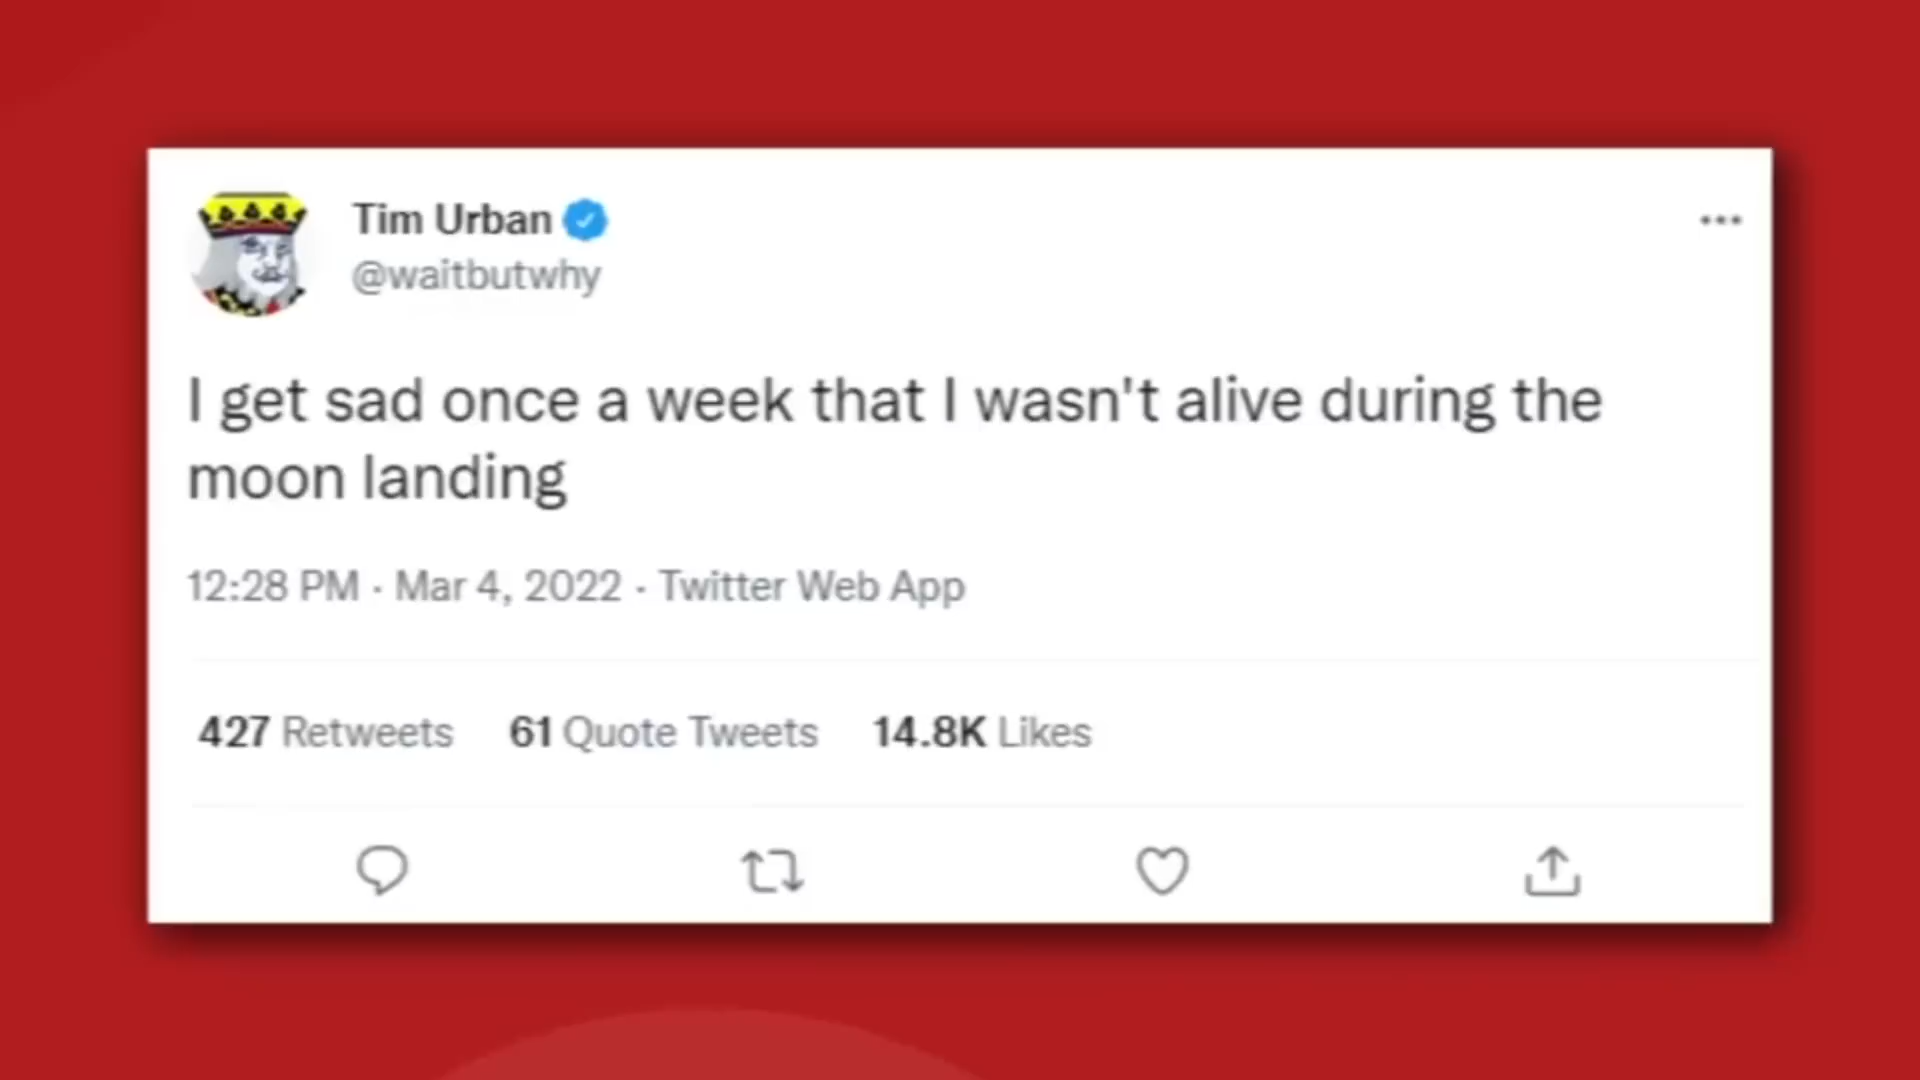 Tim Urban
@waitbutwhy
I get sad once a week that I wasn't alive during the
moon landing
12:28 PM · Mar 4, 2022 · Twitter Web App
427 Retweets 61 Quote Tweets 14.8K Likes